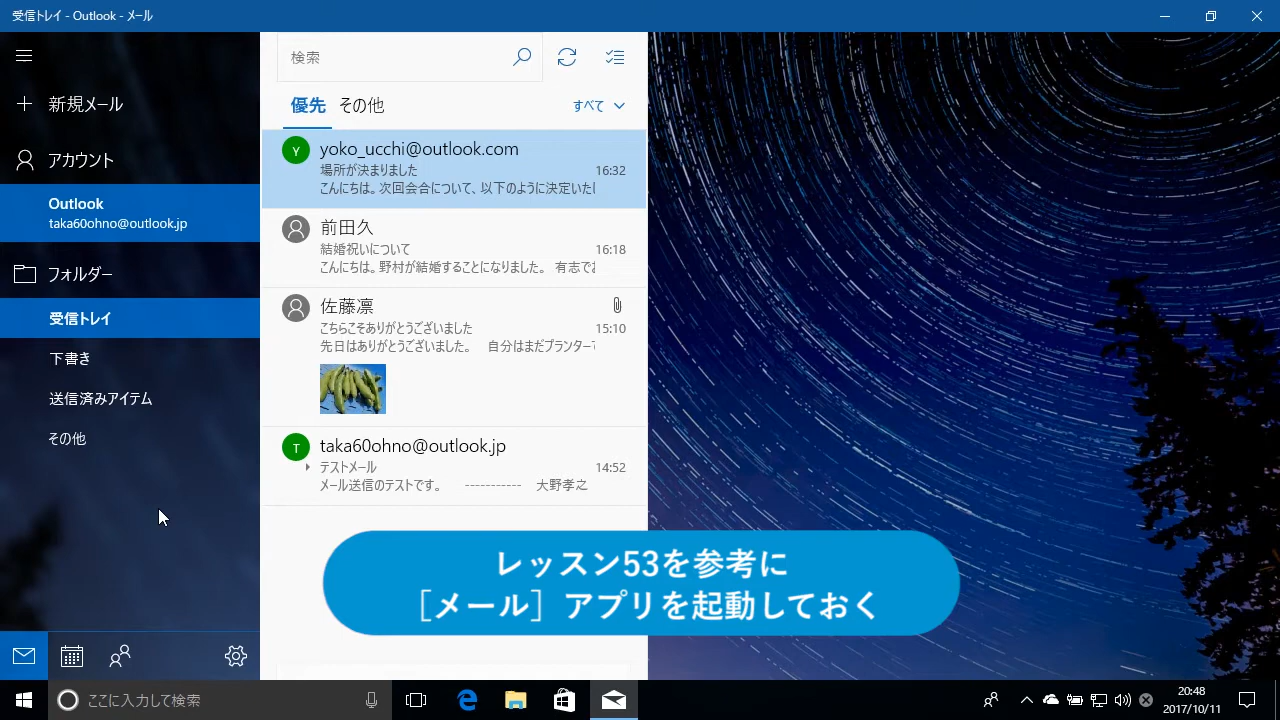 受信トレイ - Outlook - メール
新規メール
アカウント
Outlook
taka60ohno@outlook.jp
フォルダー
受信トレイ
下書き
送信済みアイテム
その他
検索
優先 その他 すべて
Y
yoko_ucchi@outlook.com
場所が決まりました 16:32
こんにちは。次回会合について、以下のように決定いたし
前田久
結婚祝いについて 16:18
こんにちは。野村が結婚することになりました。 有志でお
佐藤凛
こちらこそありがとうございました 15:10
先日はありがとうございました。 自分はまだプランターで
T
taka60ohno@outlook.jp
テストメール 14:52
メール送信のテストです。 ----------- 大野孝之
レッスン53を参考に
［メール］アプリを起動しておく
ここに入力して検索
20:48
2017/10/11